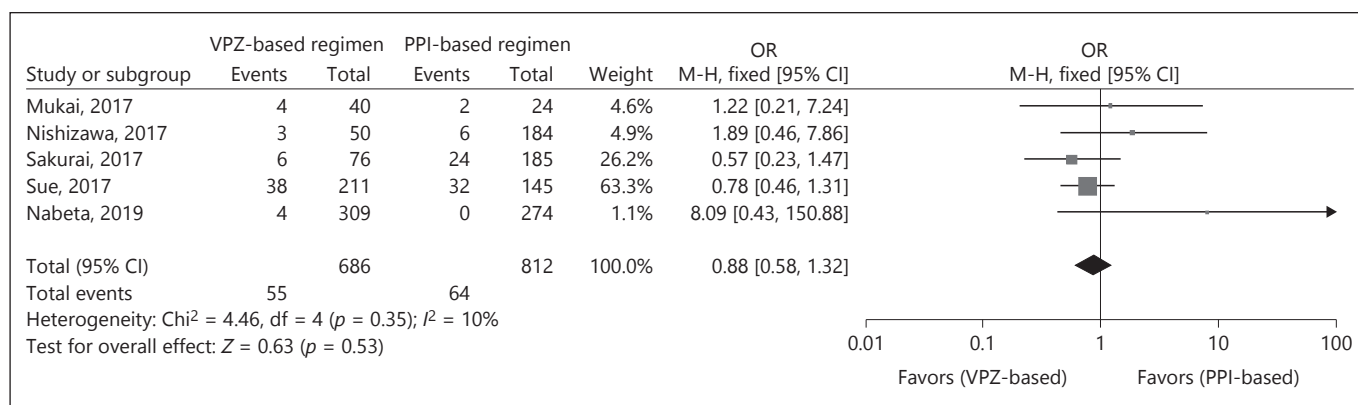 VPZ-based regimen PPI-based regimen OR OR
Study or subgroup Events Total Events Total Weight M-H, fixed [95% CI] M-H, fixed [95% CI]
Mukai, 2017 4 40 2 24 4.6% 1.22 [0.21, 7.24]
Nishizawa, 2017 3 50 6 184 4.9% 1.89 [0.46, 7.86]
Sakurai, 2017 6 76 24 185 26.2% 0.57 [0.23, 1.47]
Sue, 2017 38 211 32 145 63.3% 0.78 [0.46, 1.31]
Nabeta, 2019 4 309 0 274 1.1% 8.09 [0.43, 150.88]
Total (95% CI) 686 812 100.0% 0.88 [0.58, 1.32]
Total events 55 64
Heterogeneity: Chi² = 4.46, df = 4 (p = 0.35); I² = 10%
Test for overall effect: Z = 0.63 (p = 0.53)
0.01 0.1 1 10 100
Favors (VPZ-based) Favors (PPI-based)